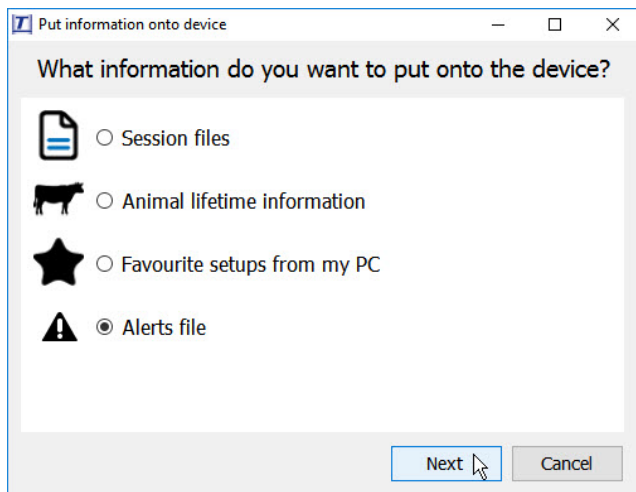 T Put information onto device
What information do you want to put onto the device?
Session files
Animal lifetime information
Favourite setups from my PC
Alerts file
Next Cancel